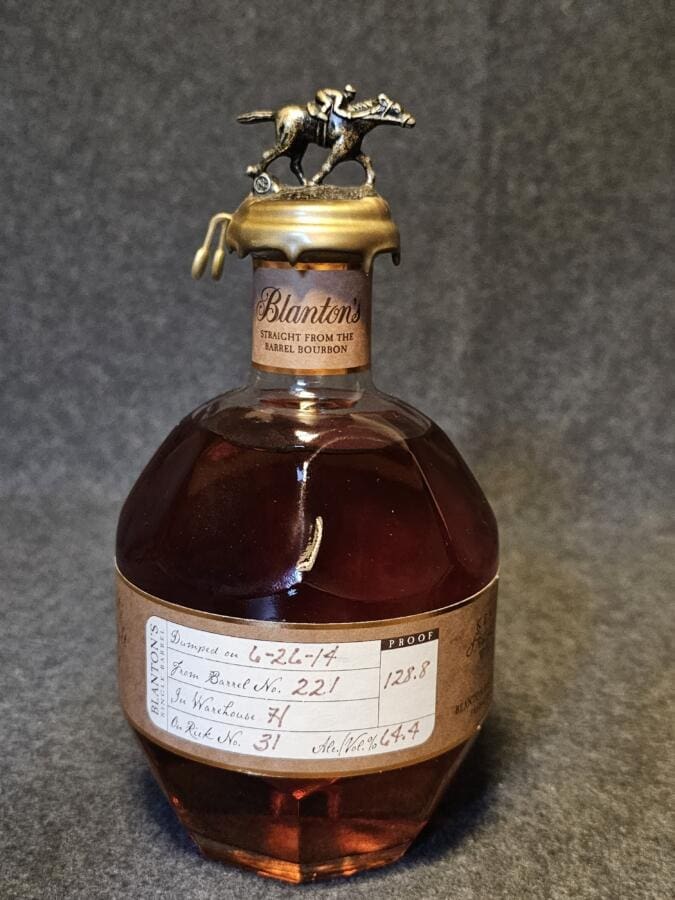 Blanton's
STRAIGHT FROM THE
BARREL BOURBON
BLANTON'S
SINGLE BARREL
Dumped on 6-26-14
From Barrel No. 221
In Warehouse H
On Rick No. 31
Alc./Vol.% 64.4
PROOF
128.8